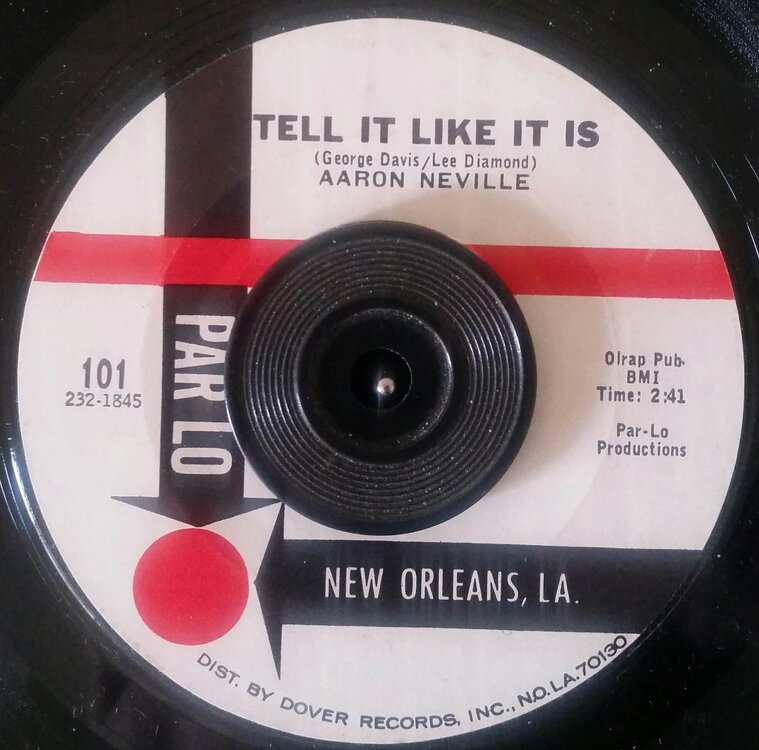 TELL IT LIKE IT IS
(George Davis/Lee Diamond)
AARON NEVILLE
PAR LO
101
232-1845
Olrap Pub.
BMI
Time: 2:41
Par-Lo
Productions
NEW ORLEANS, LA.
DIST. BY DOVER RECORDS, INC., N.O. LA. 70130